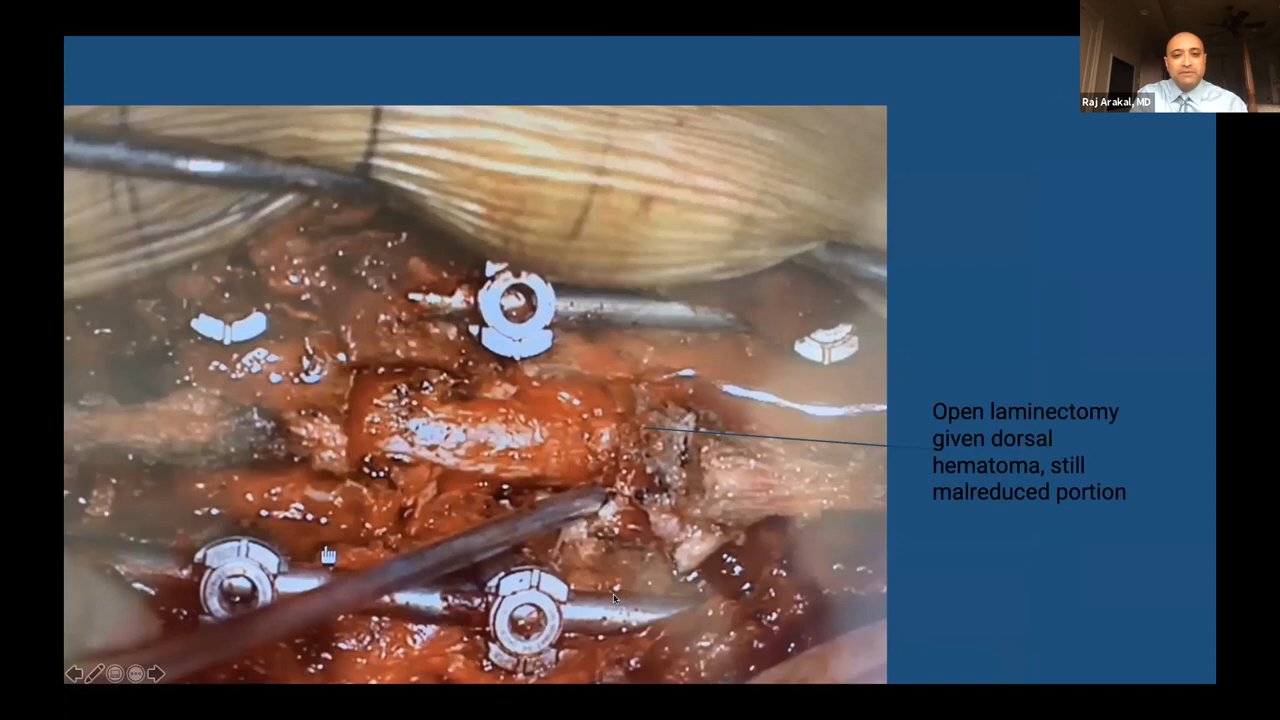 Raj Arakal, MD
Open laminectomy
given dorsal
hematoma, still
malreduced portion